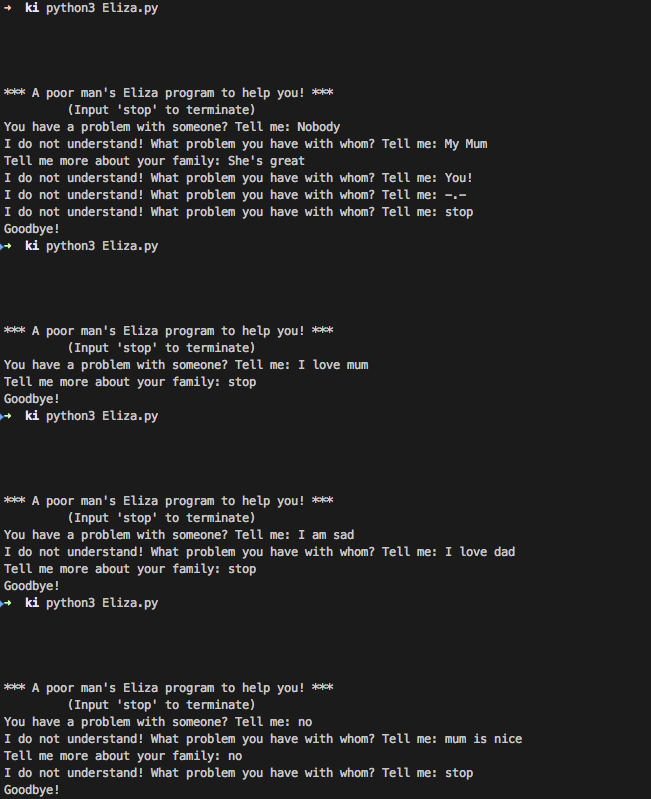 ➜  ki python3 Eliza.py
*** A poor man's Eliza program to help you! ***
(Input 'stop' to terminate)
You have a problem with someone? Tell me: Nobody
I do not understand! What problem you have with whom? Tell me: My Mum
Tell me more about your family: She's great
I do not understand! What problem you have with whom? Tell me: You!
I do not understand! What problem you have with whom? Tell me: -.-
I do not understand! What problem you have with whom? Tell me: stop
Goodbye!
➜  ki python3 Eliza.py
*** A poor man's Eliza program to help you! ***
(Input 'stop' to terminate)
You have a problem with someone? Tell me: I love mum
Tell me more about your family: stop
Goodbye!
➜  ki python3 Eliza.py
*** A poor man's Eliza program to help you! ***
(Input 'stop' to terminate)
You have a problem with someone? Tell me: I am sad
I do not understand! What problem you have with whom? Tell me: I love dad
Tell me more about your family: stop
Goodbye!
➜  ki python3 Eliza.py
*** A poor man's Eliza program to help you! ***
(Input 'stop' to terminate)
You have a problem with someone? Tell me: no
I do not understand! What problem you have with whom? Tell me: mum is nice
Tell me more about your family: no
I do not understand! What problem you have with whom? Tell me: stop
Goodbye!